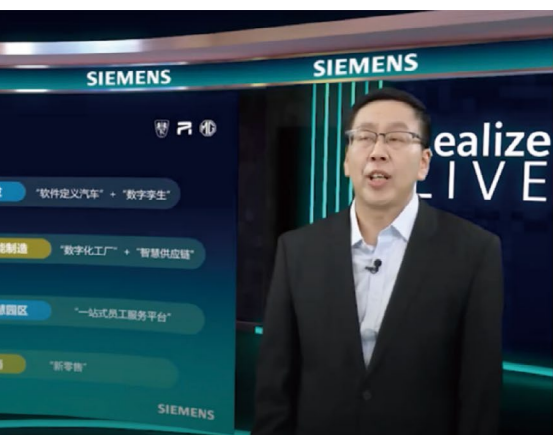 SIEMENS
SIEMENS
ealize
LIVE
"软件定义汽车" + "数字孪生"
能制造
"数字化工厂" + "智慧供应链"
慧园区
"一站式员工服务平台"
"新零售"
SIEMENS